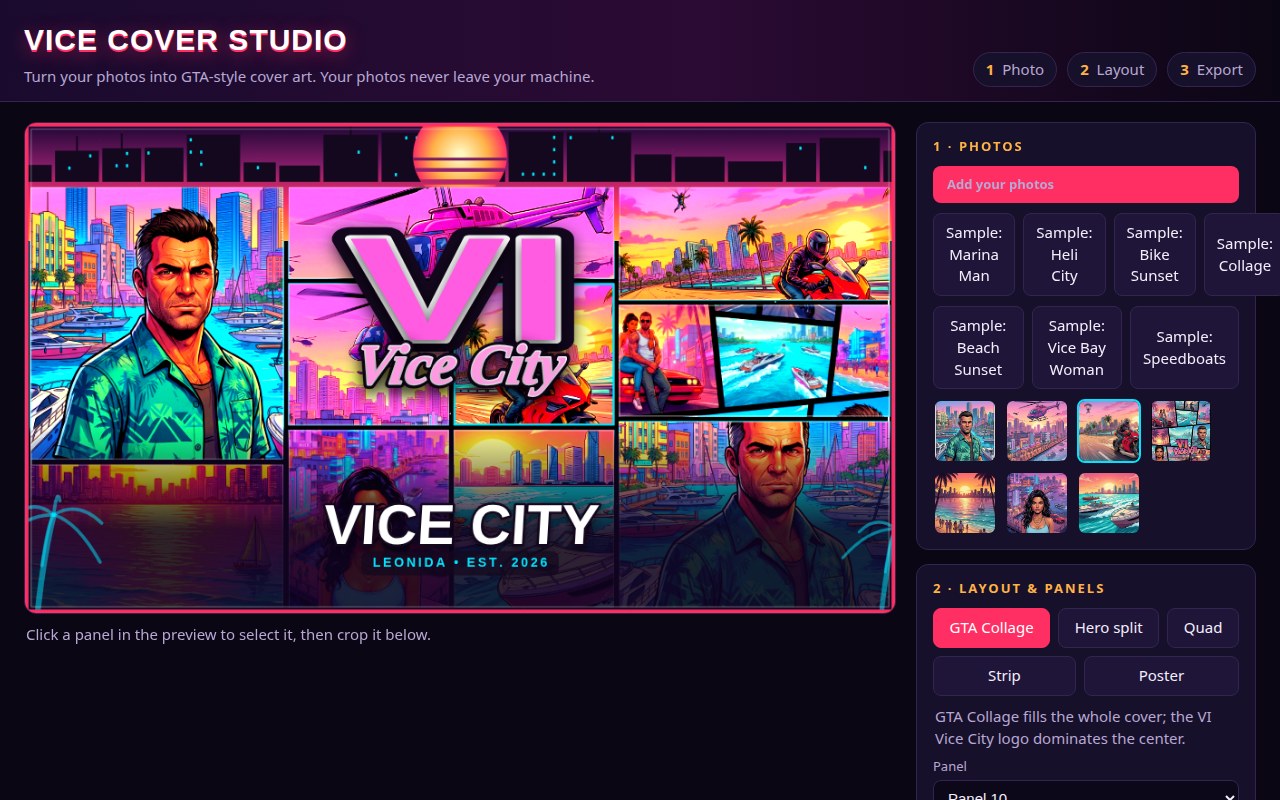 VICE COVER STUDIO
Turn your photos into GTA-style cover art. Your photos never leave your machine.
1 Photo
2 Layout
3 Export
VI
Vice City
VICE CITY
LEONIDA • EST. 2026
Click a panel in the preview to select it, then crop it below.
1 · PHOTOS
Add your photos
Sample:
Marina
Man
Sample:
Heli
City
Sample:
Bike
Sunset
Sample:
Collage
Sample:
Beach
Sunset
Sample:
Vice Bay
Woman
Sample:
Speedboats
2 · LAYOUT & PANELS
GTA Collage
Hero split
Quad
Strip
Poster
GTA Collage fills the whole cover; the VI
Vice City logo dominates the center.
Panel
Panel 10